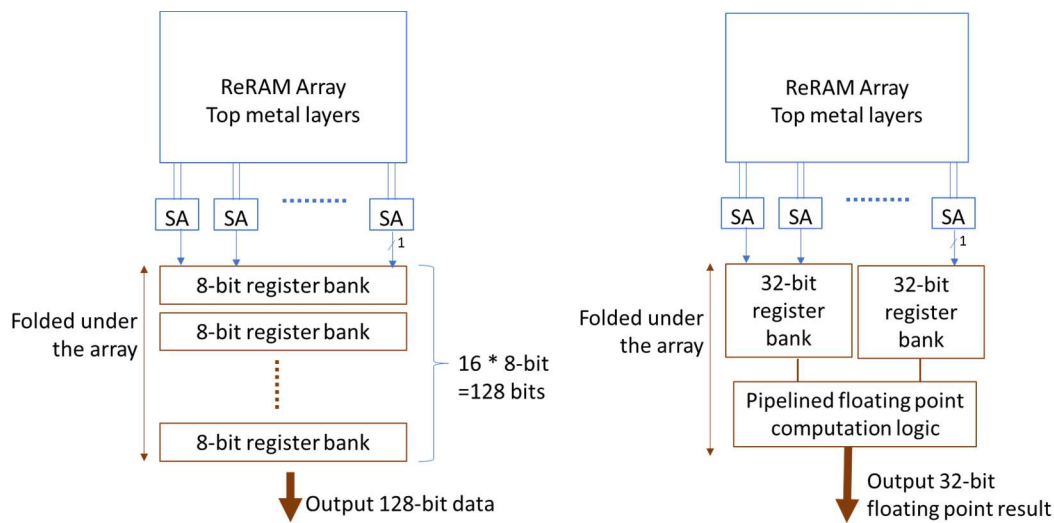 ReRAM Array
Top metal layers
SA
SA
SA
1
8-bit register bank
8-bit register bank
8-bit register bank
Folded under
the array
16 * 8-bit
=128 bits
Output 128-bit data
ReRAM Array
Top metal layers
SA
SA
SA
1
32-bit
register
bank
32-bit
register
bank
Folded under
the array
Pipelined floating point
computation logic
Output 32-bit
floating point result